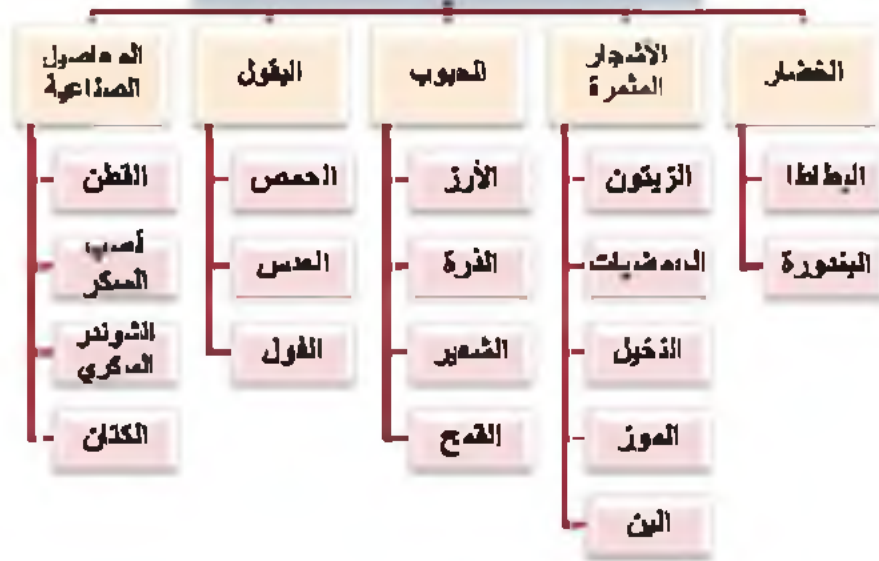 الخضار
الأشجار
المثمرة
الحبوب
البقول
المحاصيل
الصناعية
البطاطا
البندورة
الزيتون
الحمضيات
النخيل
الموز
البن
الأرز
الذرة
الشعير
القمح
الحمص
العدس
الفول
القطن
قصب
السكر
الشوندر
السكري
الكتان